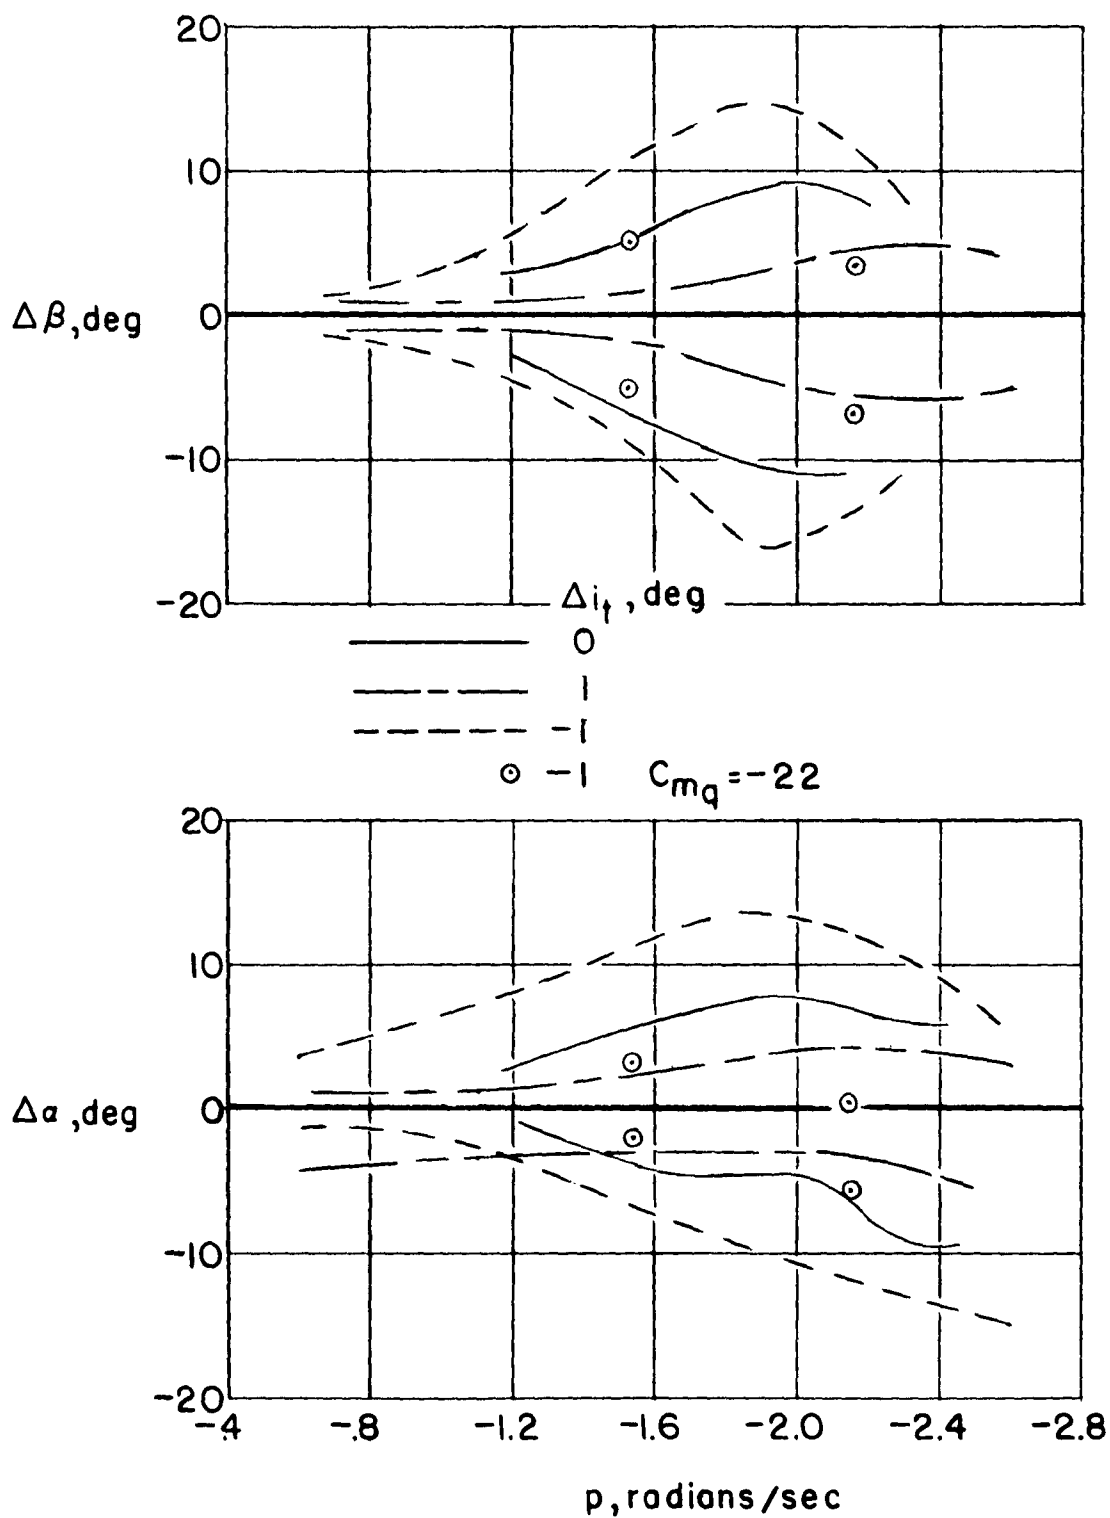 20
10
Δβ, deg
0
-10
-20
Δi_t, deg
0
1
-1
-1 C_mq = -22
20
10
Δα, deg
0
-10
-20
-.4 -.8 -1.2 -1.6 -2.0 -2.4 -2.8
p, radians/sec